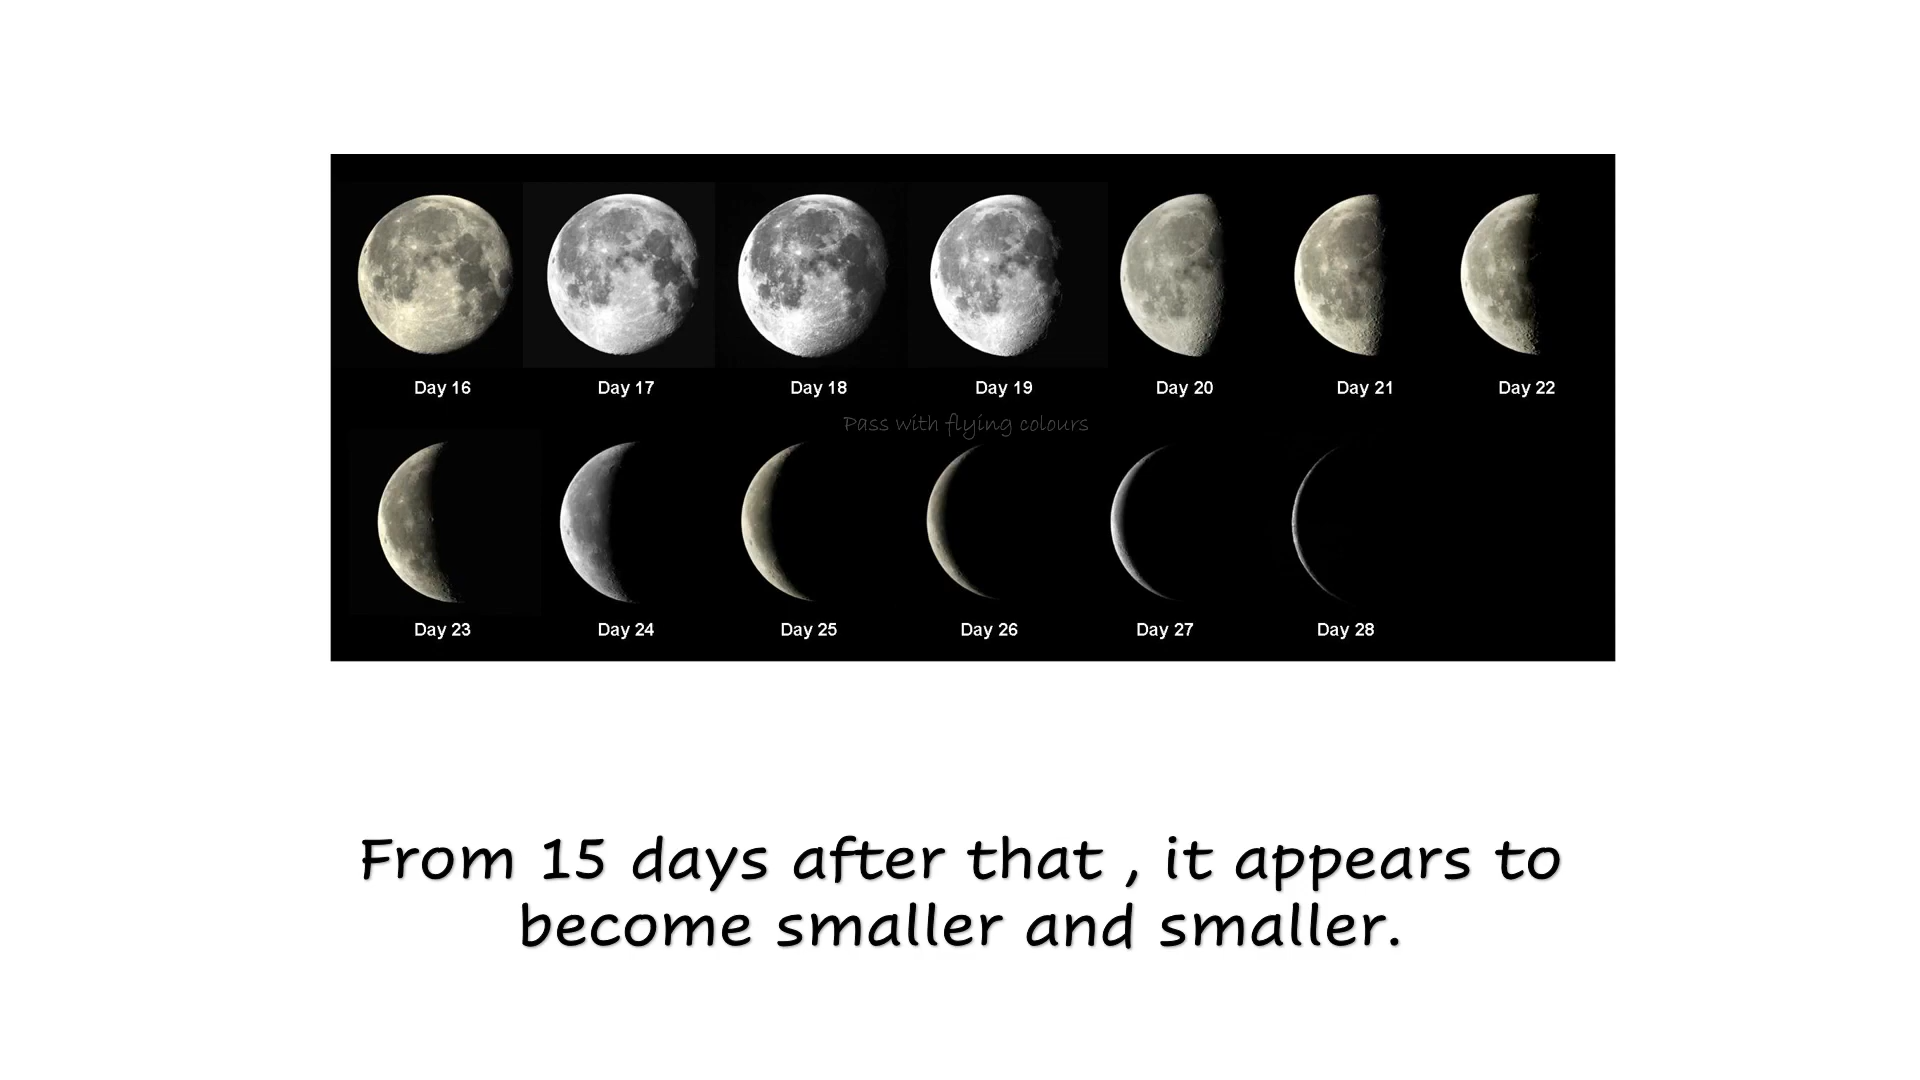 Day 16 Day 17 Day 18 Day 19 Day 20 Day 21 Day 22
Pass with flying colours
Day 23 Day 24 Day 25 Day 26 Day 27 Day 28
From 15 days after that , it appears to
become smaller and smaller.